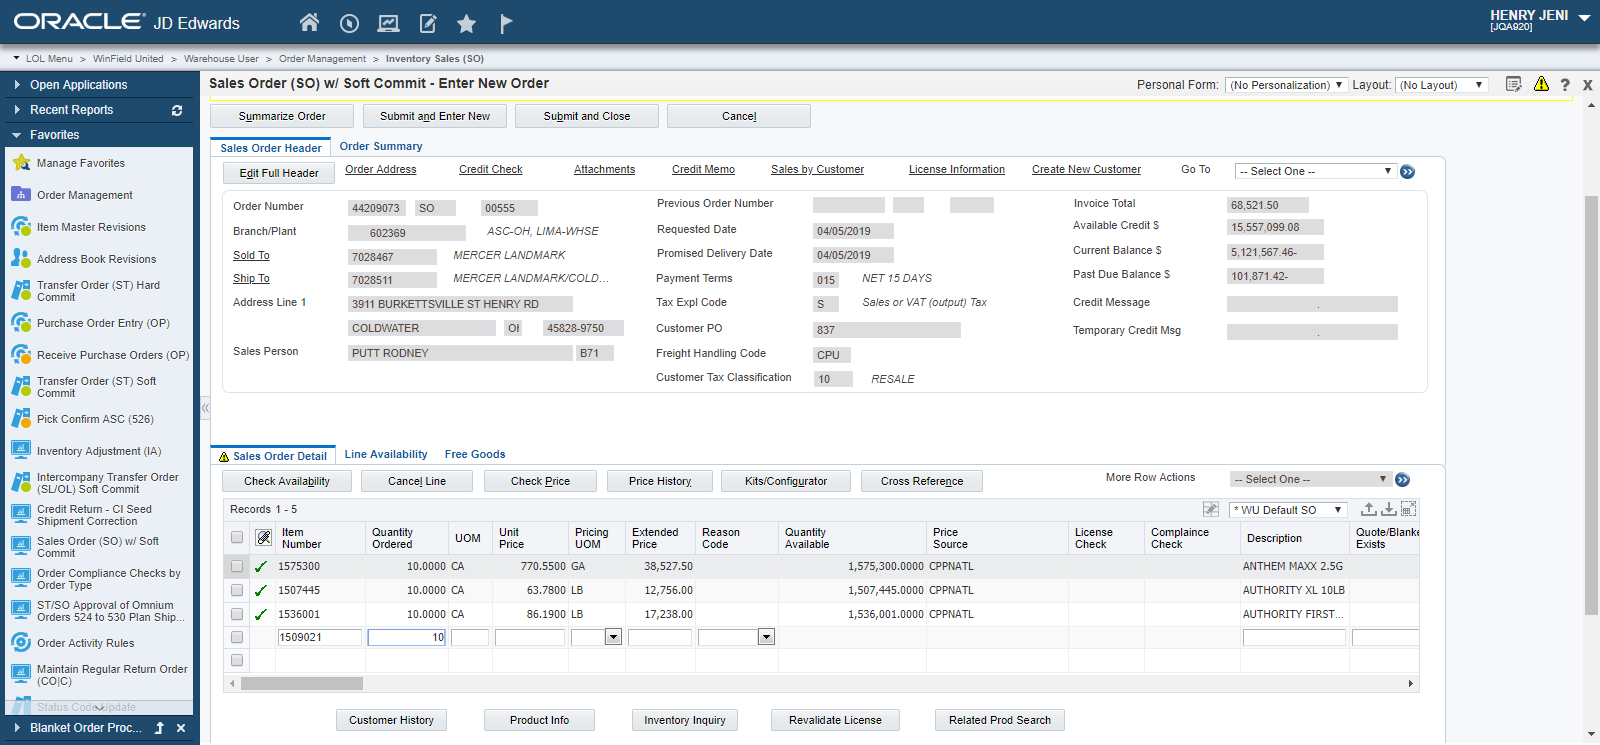 ORACLE JD Edwards
HENRY JENI
[JQA920]
LOL Menu > WinField United > Warehouse User > Order Management > Inventory Sales (SO)
Open Applications
Recent Reports
Favorites
Manage Favorites
Order Management
Item Master Revisions
Address Book Revisions
Transfer Order (ST) Hard
Commit
Purchase Order Entry (OP)
Receive Purchase Orders (OP)
Transfer Order (ST) Soft
Commit
Pick Confirm ASC (526)
Inventory Adjustment (IA)
Intercompany Transfer Order
(SL/OL) Soft Commit
Credit Return - CI Seed
Shipment Correction
Sales Order (SO) w/ Soft
Commit
Order Compliance Checks by
Order Type
ST/SO Approval of Omnium
Orders 524 to 530 Plan Ship...
Order Activity Rules
Maintain Regular Return Order
(CO|C)
Status Code Update
Blanket Order Proc...
Sales Order (SO) w/ Soft Commit - Enter New Order
Personal Form: (No Personalization) Layout: (No Layout)
Summarize Order Submit and Enter New Submit and Close Cancel
Sales Order Header Order Summary
Edit Full Header Order Address Credit Check Attachments Credit Memo Sales by Customer License Information Create New Customer Go To -- Select One --
Order Number 44209073 SO 00555 Previous Order Number Invoice Total 68,521.50
Branch/Plant 602369 ASC-OH, LIMA-WHSE Requested Date 04/05/2019 Available Credit $ 15,557,099.08
Sold To 7028467 MERCER LANDMARK Promised Delivery Date 04/05/2019 Current Balance $ 5,121,567.46-
Ship To 7028511 MERCER LANDMARK/COLD... Payment Terms 015 NET 15 DAYS Past Due Balance $ 101,871.42-
Address Line 1 3911 BURKETTSVILLE ST HENRY RD Tax Expl Code S Sales or VAT (output) Tax Credit Message .
COLDWATER 45828-9750 Customer PO 837 Temporary Credit Msg .
Sales Person PUTT RODNEY B71 Freight Handling Code CPU
Customer Tax Classification 10 RESALE
Sales Order Detail Line Availability Free Goods
Check Availability Cancel Line Check Price Price History Kits/Configurator Cross Reference More Row Actions -- Select One --
Records 1 - 5 * WU Default SO
Item Number Quantity Ordered UOM Unit Price Pricing UOM Extended Price Reason Code Quantity Available Price Source License Check Complaince Check Description Quote/Blanke Exists
1575300 10.0000 CA 770.5500 GA 38,527.50 1,575,300.0000 CPPNATL ANTHEM MAXX 2.5G
1507445 10.0000 CA 63.7800 LB 12,756.00 1,507,445.0000 CPPNATL AUTHORITY XL 10LB
1536001 10.0000 CA 86.1900 LB 17,238.00 1,536,001.0000 CPPNATL AUTHORITY FIRST...
1509021 10
Customer History Product Info Inventory Inquiry Revalidate License Related Prod Search